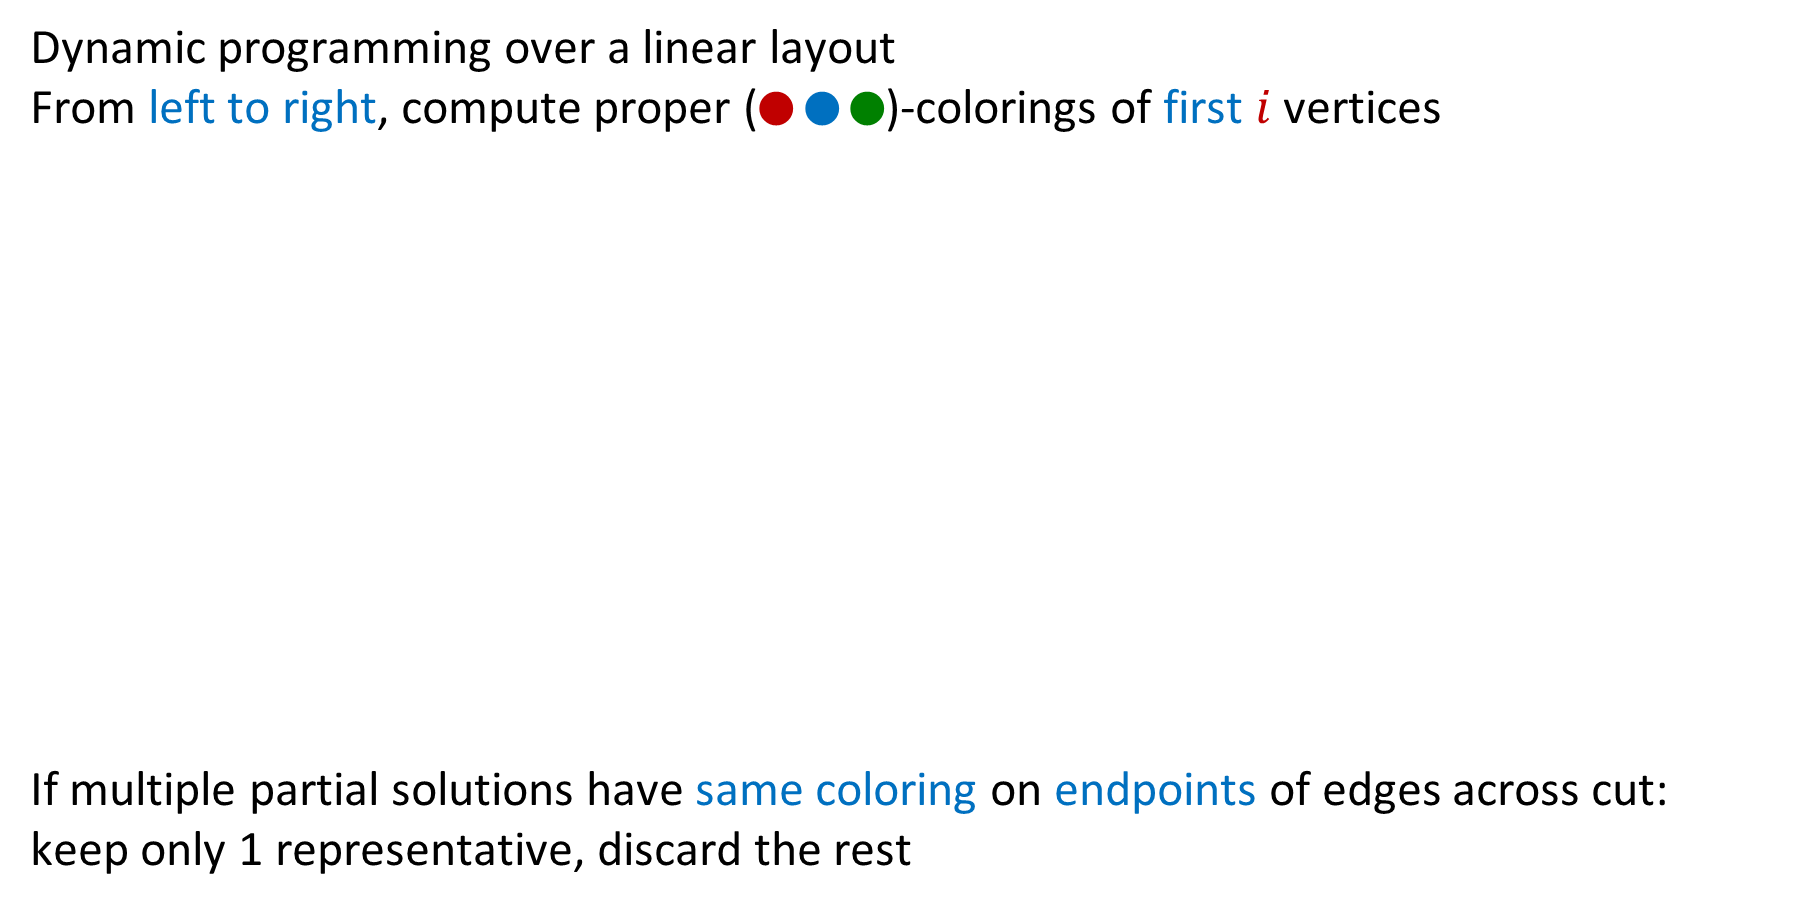 Dynamic programming over a linear layout
From left to right, compute proper (● ● ●)-colorings of first i vertices
If multiple partial solutions have same coloring on endpoints of edges across cut:
keep only 1 representative, discard the rest